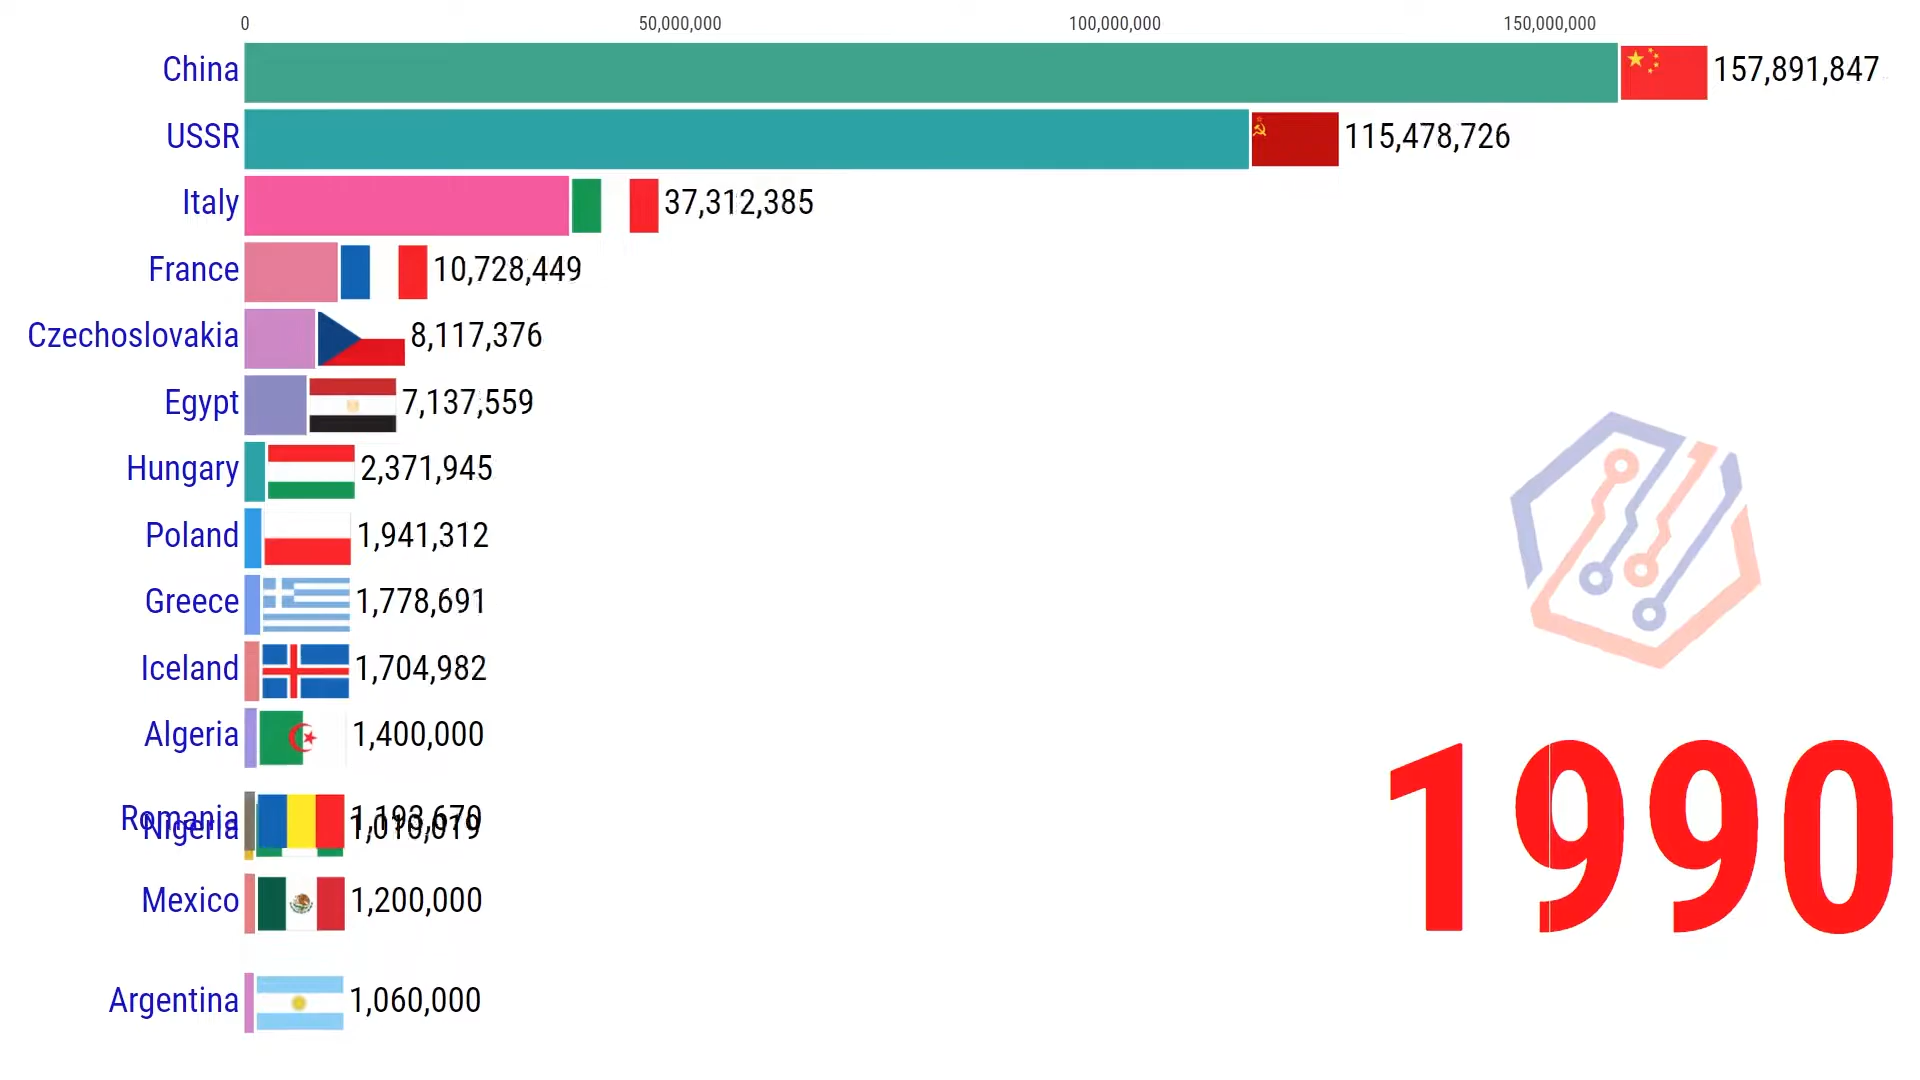 0 50,000,000 100,000,000 150,000,000
China 157,891,847
USSR 115,478,726
Italy 37,312,385
France 10,728,449
Czechoslovakia 8,117,376
Egypt 7,137,559
Hungary 2,371,945
Poland 1,941,312
Greece 1,778,691
Iceland 1,704,982
Algeria 1,400,000
Romania
Nigeria
Mexico 1,200,000
Argentina 1,060,000
1990